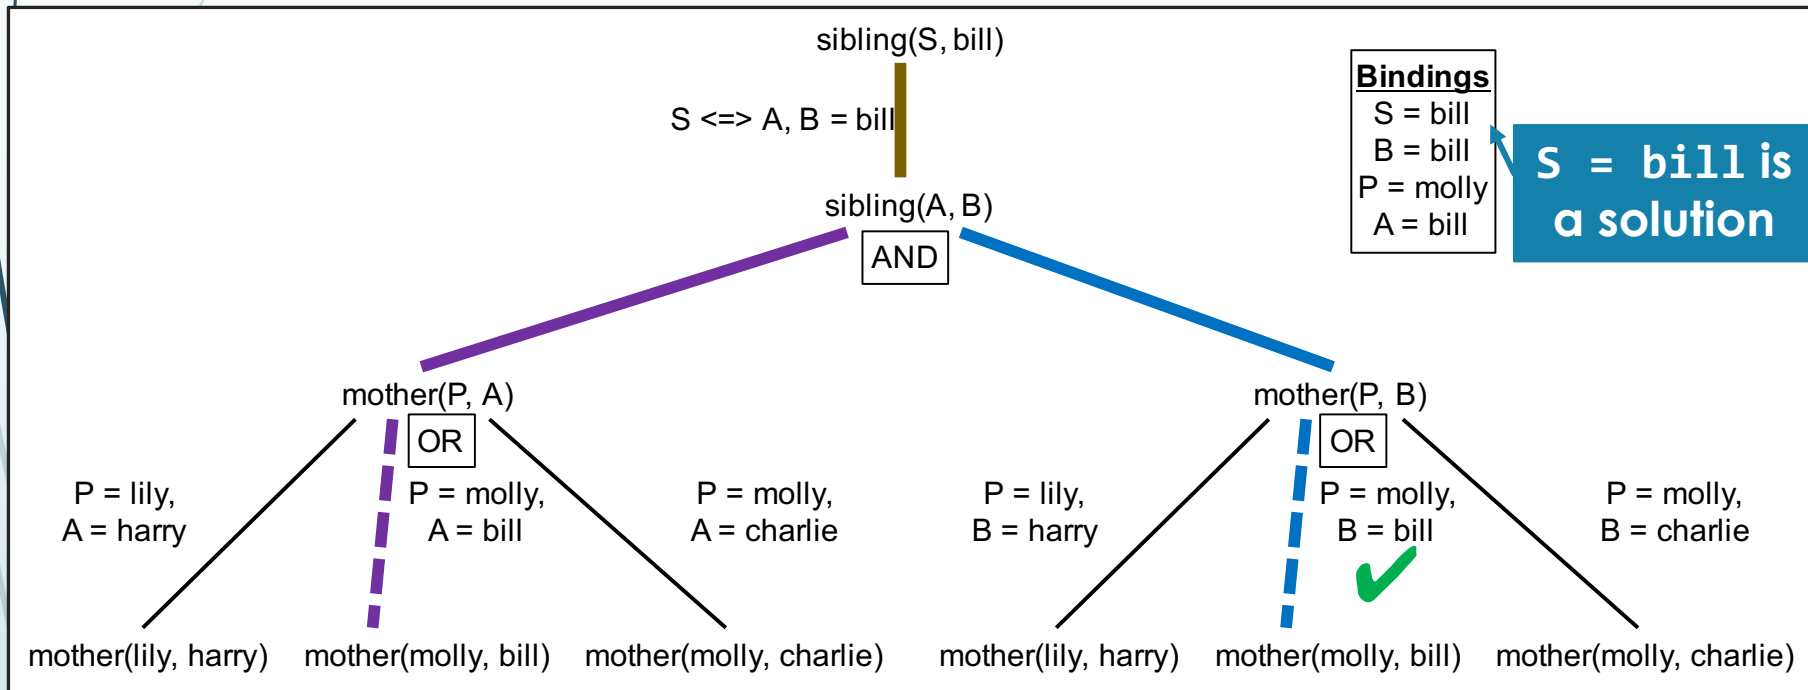 sibling(S, bill)
S <=> A, B = bill
Bindings
S = bill
B = bill
P = molly
A = bill
S = bill is
a solution
sibling(A, B)
AND
mother(P, A)
OR
mother(P, B)
OR
P = lily,
A = harry
P = molly,
A = bill
P = molly,
A = charlie
P = lily,
B = harry
P = molly,
B = bill
P = molly,
B = charlie
mother(lily, harry)
mother(molly, bill)
mother(molly, charlie)
mother(lily, harry)
mother(molly, bill)
mother(molly, charlie)